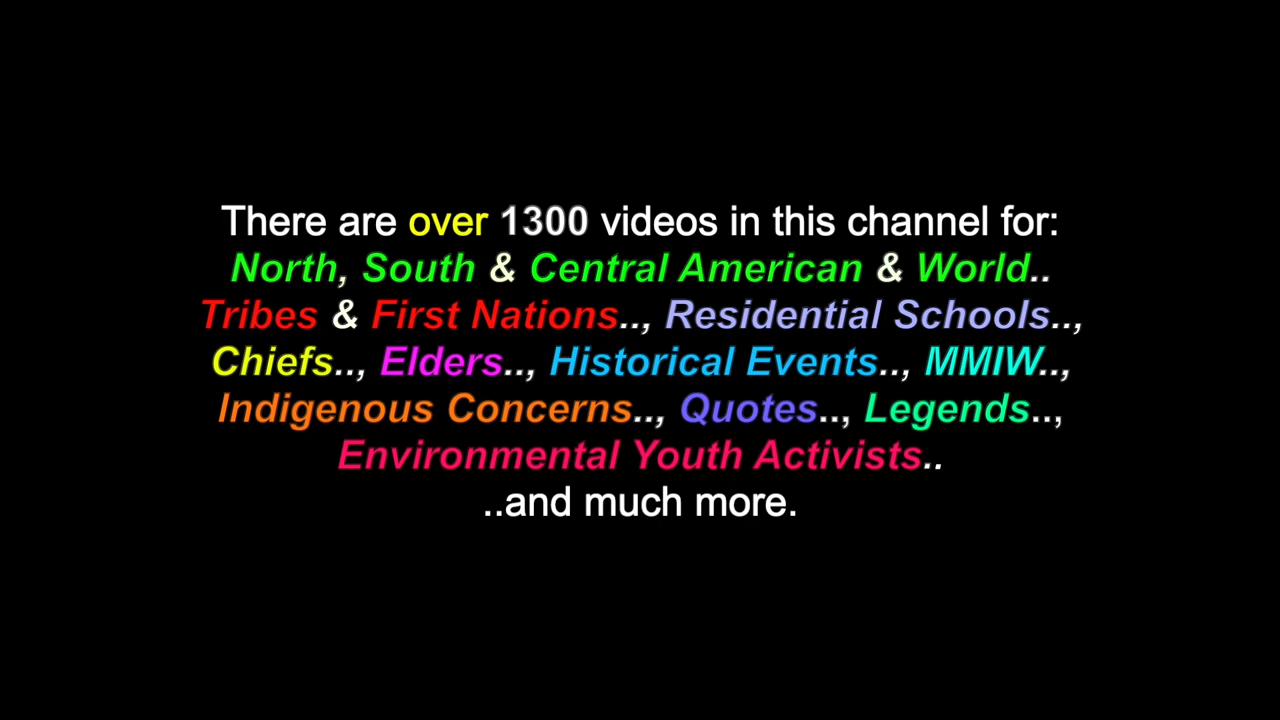 There are over 1300 videos in this channel for:
North, South & Central American & World..
Tribes & First Nations.., Residential Schools..,
Chiefs.., Elders.., Historical Events.., MMIW..,
Indigenous Concerns.., Quotes.., Legends..,
Environmental Youth Activists..
..and much more.